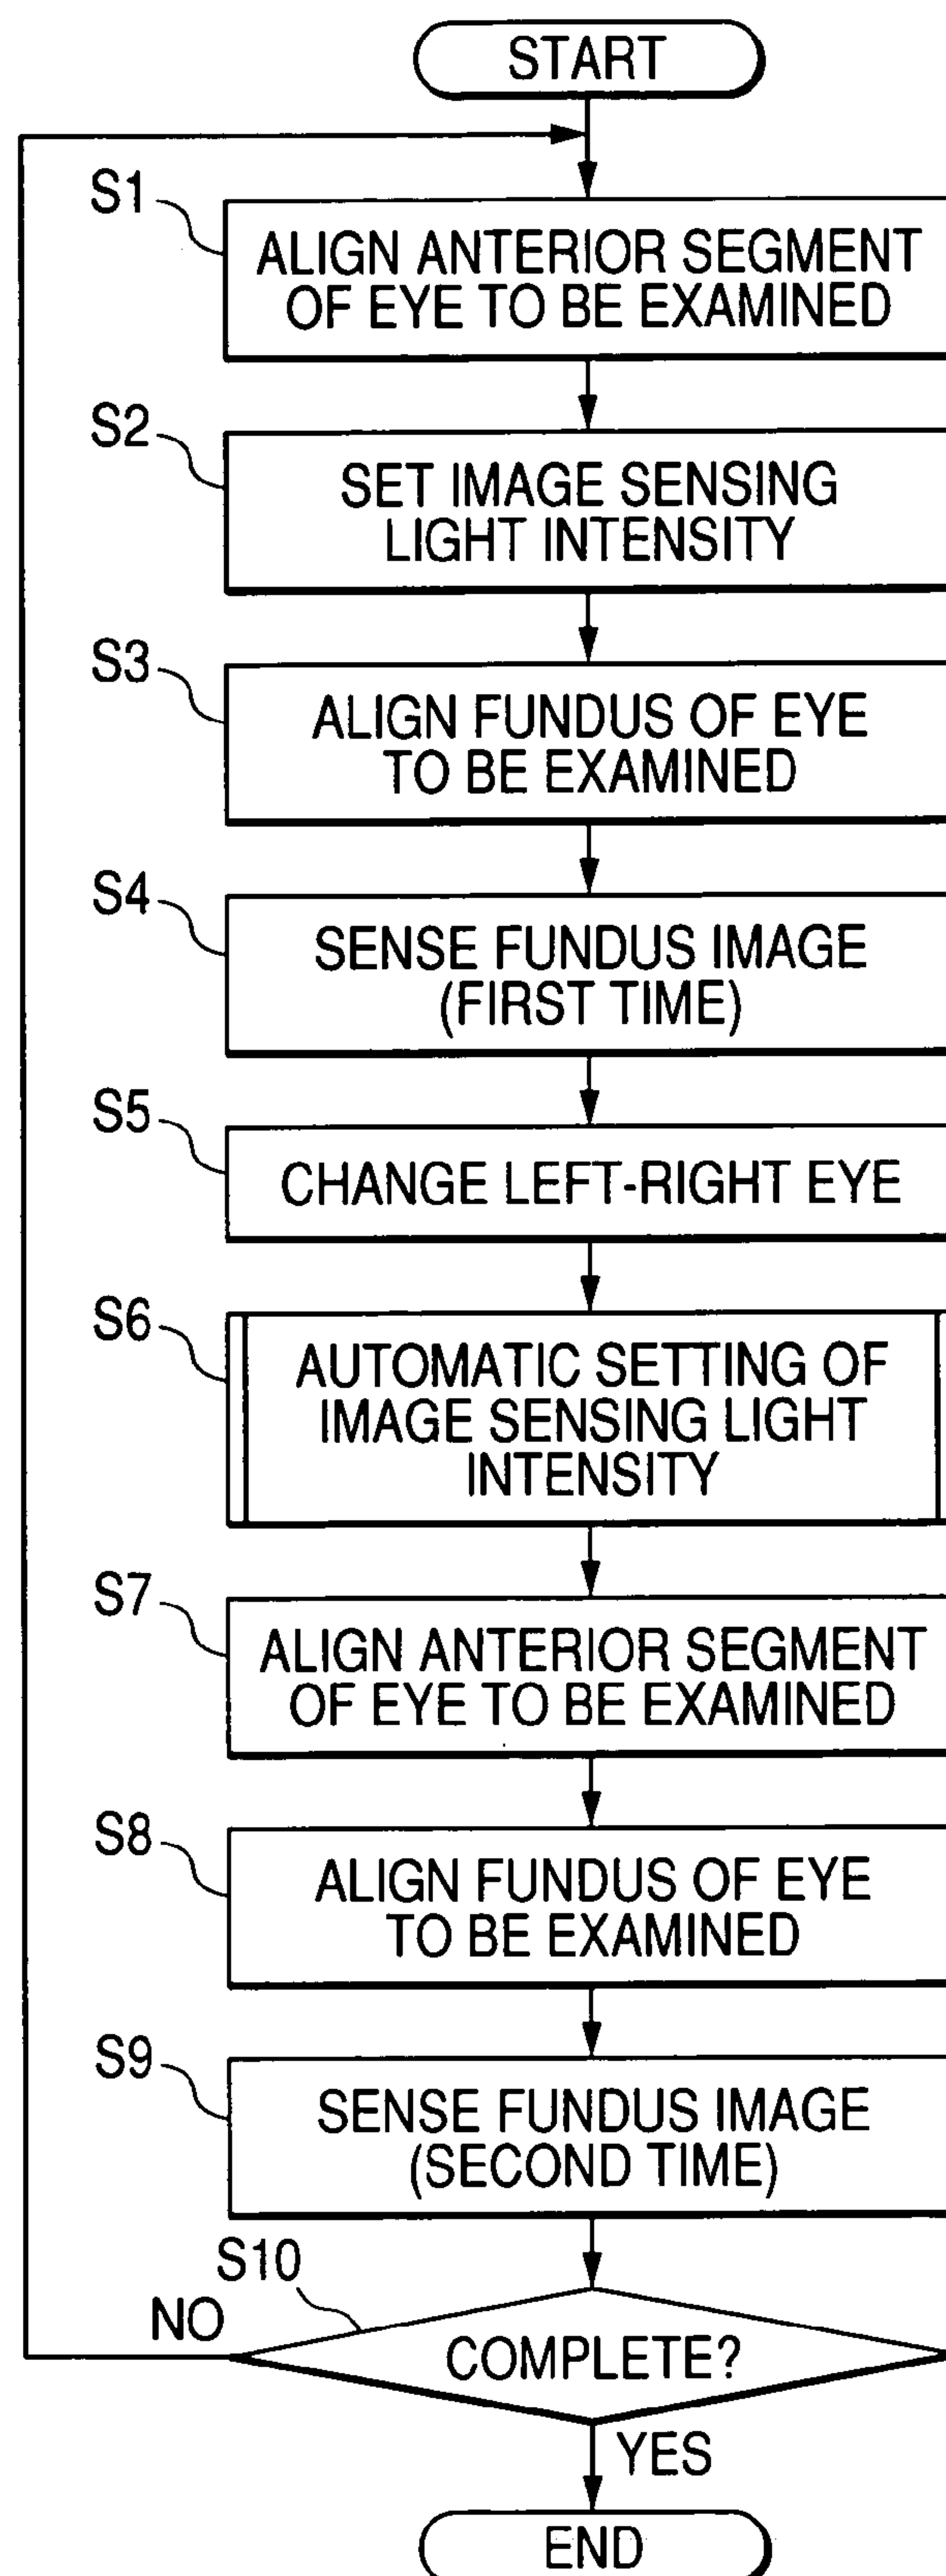 START
S1
ALIGN ANTERIOR SEGMENT
OF EYE TO BE EXAMINED
S2
SET IMAGE SENSING
LIGHT INTENSITY
S3
ALIGN FUNDUS OF EYE
TO BE EXAMINED
S4
SENSE FUNDUS IMAGE
(FIRST TIME)
S5
CHANGE LEFT-RIGHT EYE
S6
AUTOMATIC SETTING OF
IMAGE SENSING LIGHT
INTENSITY
S7
ALIGN ANTERIOR SEGMENT
OF EYE TO BE EXAMINED
S8
ALIGN FUNDUS OF EYE
TO BE EXAMINED
S9
SENSE FUNDUS IMAGE
(SECOND TIME)
S10
NO
COMPLETE?
YES
END